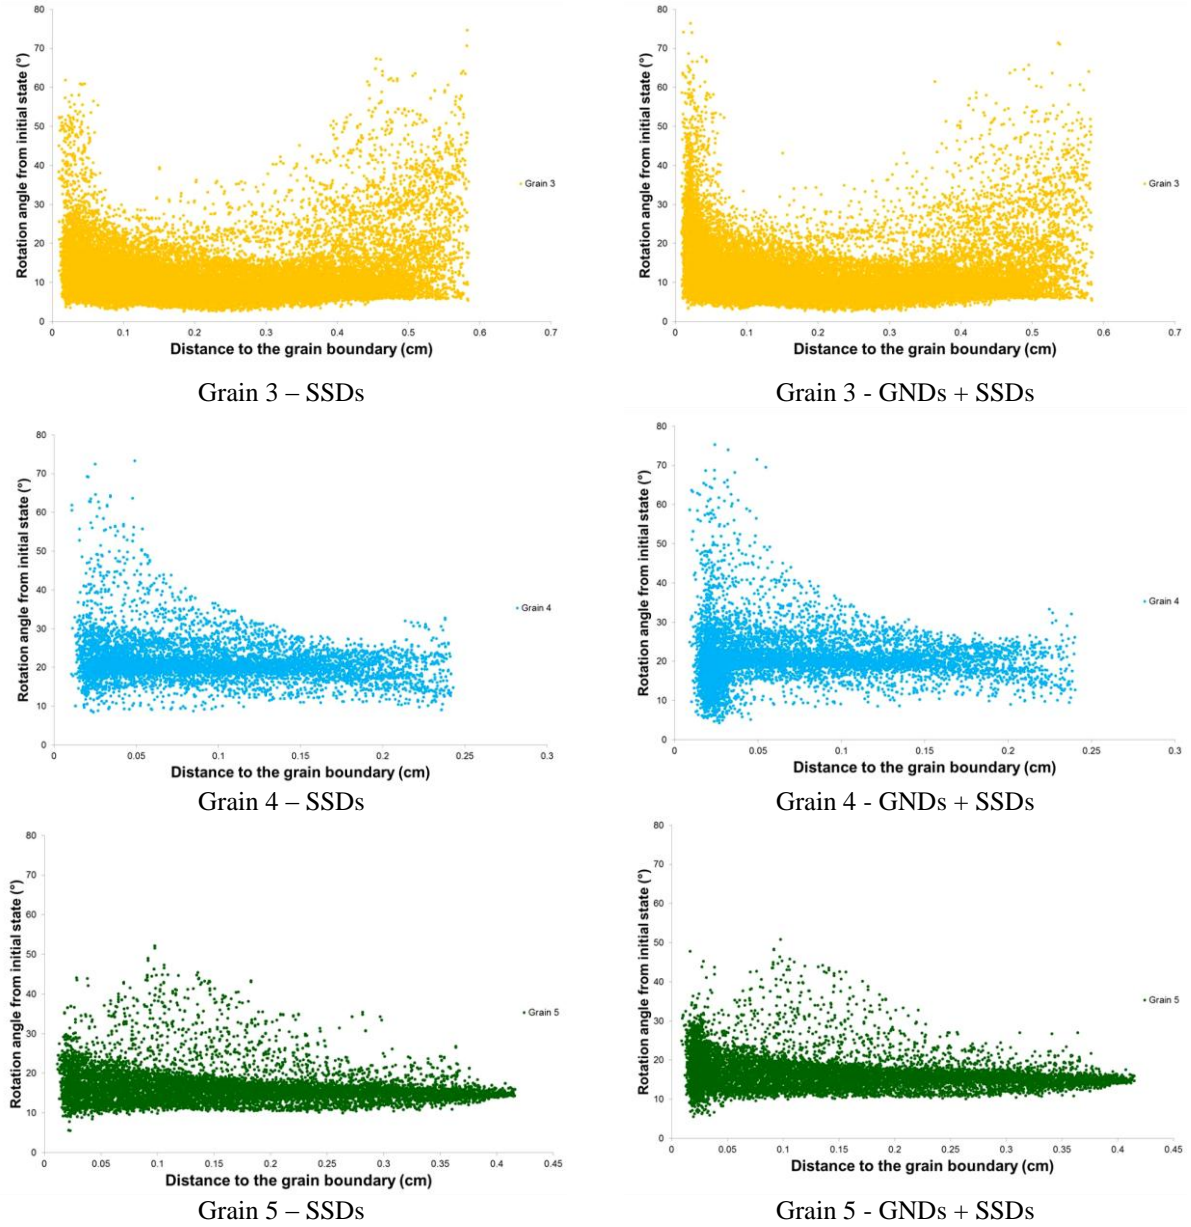 80
70
60
50
40
30
20
10
0
Rotation angle from initial state (°)
0 0.1 0.2 0.3 0.4 0.5 0.6 0.7
Distance to the grain boundary (cm)
Grain 3
Grain 3 – SSDs
80
70
60
50
40
30
20
10
0
Rotation angle from initial state (°)
0 0.1 0.2 0.3 0.4 0.5 0.6 0.7
Distance to the grain boundary (cm)
Grain 3
Grain 3 - GNDs + SSDs
80
70
60
50
40
30
20
10
0
Rotation angle from initial state (°)
0 0.05 0.1 0.15 0.2 0.25 0.3
Distance to the grain boundary (cm)
Grain 4
Grain 4 – SSDs
80
70
60
50
40
30
20
10
0
Rotation angle from initial state (°)
0 0.05 0.1 0.15 0.2 0.25 0.3
Distance to the grain boundary (cm)
Grain 4
Grain 4 - GNDs + SSDs
80
70
60
50
40
30
20
10
0
Rotation angle from initial state (°)
0 0.05 0.1 0.15 0.2 0.25 0.3 0.35 0.4 0.45
Distance to the grain boundary (cm)
Grain 5
Grain 5 – SSDs
80
70
60
50
40
30
20
10
0
Rotation angle from initial state (°)
0 0.05 0.1 0.15 0.2 0.25 0.3 0.35 0.4 0.45
Distance to the grain boundary (cm)
Grain 5
Grain 5 - GNDs + SSDs